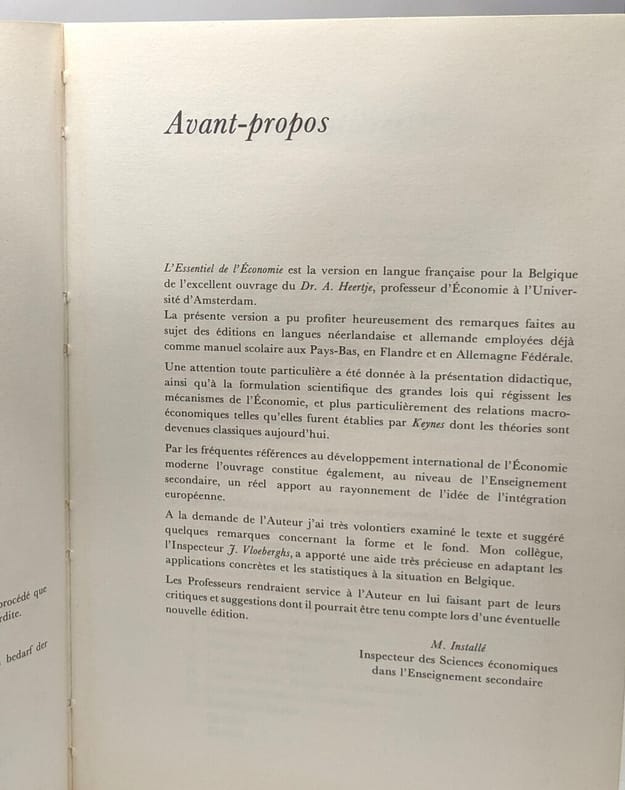 Avant-propos
L'Essentiel de l'Économie est la version en langue française pour la Belgique
de l'excellent ouvrage du Dr. A. Heertje, professeur d'Économie à l'Univer-
sité d'Amsterdam.
La présente version a pu profiter heureusement des remarques faites au
sujet des éditions en langues néerlandaise et allemande employées déjà
comme manuel scolaire aux Pays-Bas, en Flandre et en Allemagne Fédérale.
Une attention toute particulière a été donnée à la présentation didactique,
ainsi qu'à la formulation scientifique des grandes lois qui régissent les
mécanismes de l'Économie, et plus particulièrement des relations macro-
économiques telles qu'elles furent établies par Keynes dont les théories sont
devenues classiques aujourd'hui.
Par les fréquentes références au développement international de l'Économie
moderne l'ouvrage constitue également, au niveau de l'Enseignement
secondaire, un réel apport au rayonnement de l'idée de l'intégration
européenne.
A la demande de l'Auteur j'ai très volontiers examiné le texte et suggéré
quelques remarques concernant la forme et le fond. Mon collègue,
l'Inspecteur J. Vloeberghs, a apporté une aide très précieuse en adaptant les
applications concrètes et les statistiques à la situation en Belgique.
Les Professeurs rendraient service à l'Auteur en lui faisant part de leurs
critiques et suggestions dont il pourrait être tenu compte lors d'une éventuelle
nouvelle édition.
M. Installé
Inspecteur des Sciences économiques
dans l'Enseignement secondaire
procédé que
rdite.
bedarf der